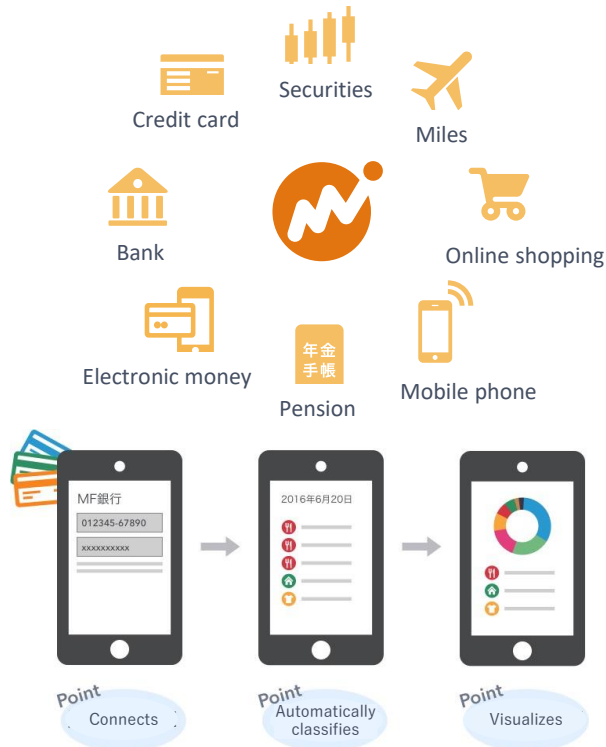 Securities
Credit card
Miles
Bank
Online shopping
Electronic money
年金
手帳
Pension
Mobile phone
MF銀行
012345-67890
xxxxxxxxxx
2016年6月20日
Point
Connects
Point
Automatically
classifies
Point
Visualizes